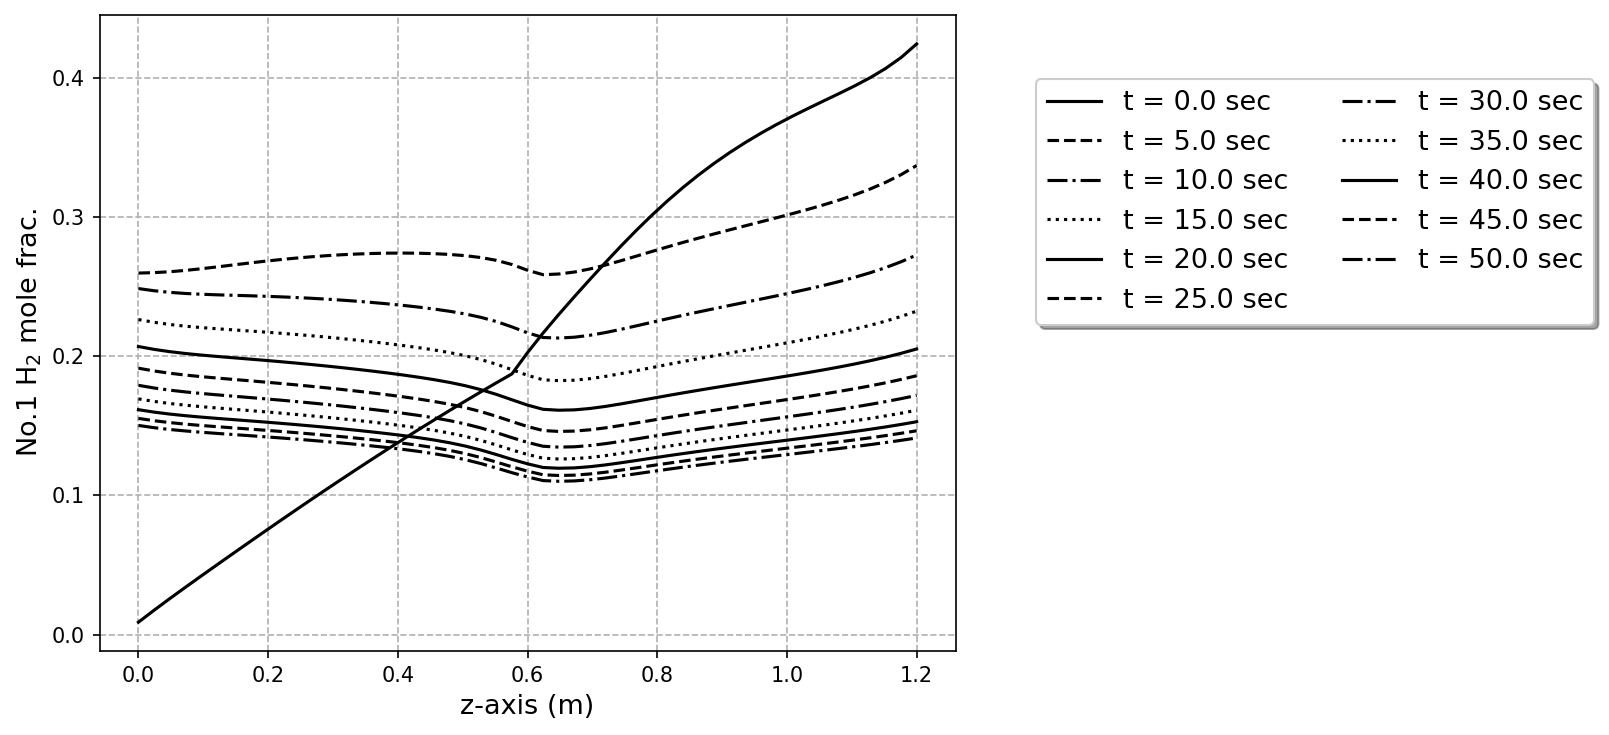 No.1 H₂ mole frac.
0.4
0.3
0.2
0.1
0.0
0.0 0.2 0.4 0.6 0.8 1.0 1.2
z-axis (m)
t = 0.0 sec
t = 5.0 sec
t = 10.0 sec
t = 15.0 sec
t = 20.0 sec
t = 25.0 sec
t = 30.0 sec
t = 35.0 sec
t = 40.0 sec
t = 45.0 sec
t = 50.0 sec